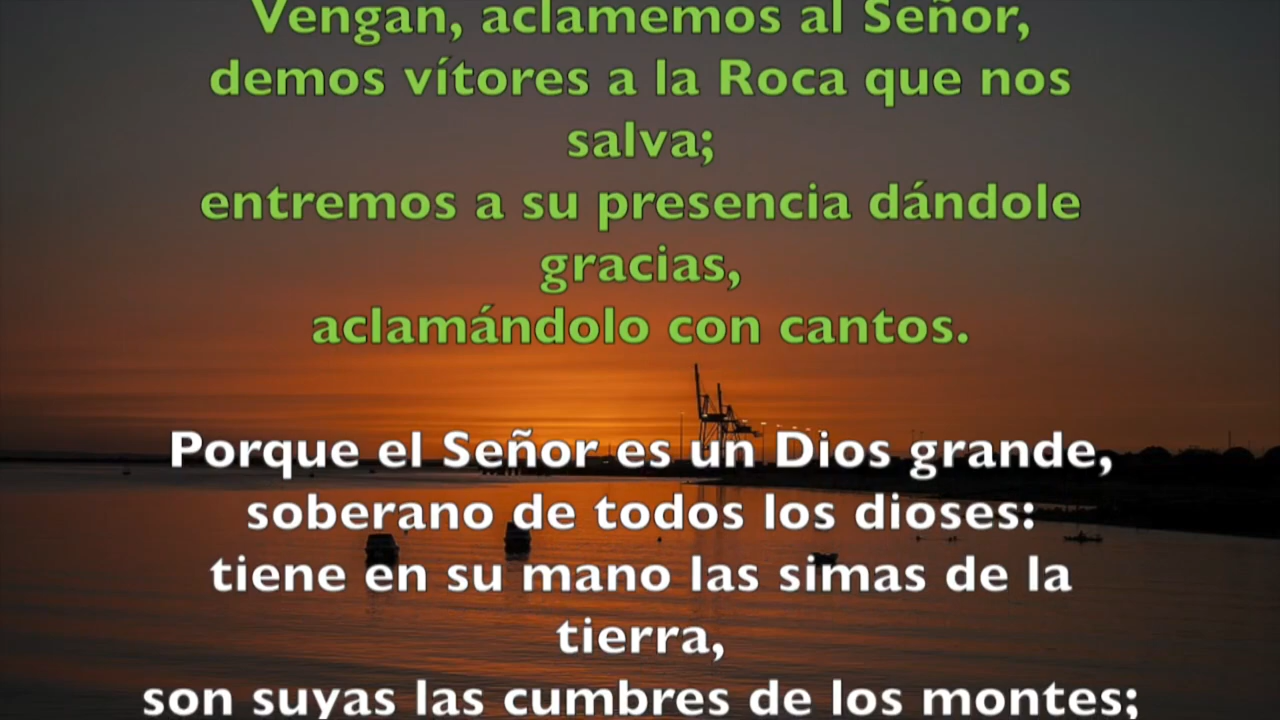 Vengan, aclamemos al Señor,
demos vítores a la Roca que nos
salva;
entremos a su presencia dándole
gracias,
aclamándolo con cantos.
Porque el Señor es un Dios grande,
soberano de todos los dioses:
tiene en su mano las simas de la
tierra,
son suyas las cumbres de los montes;